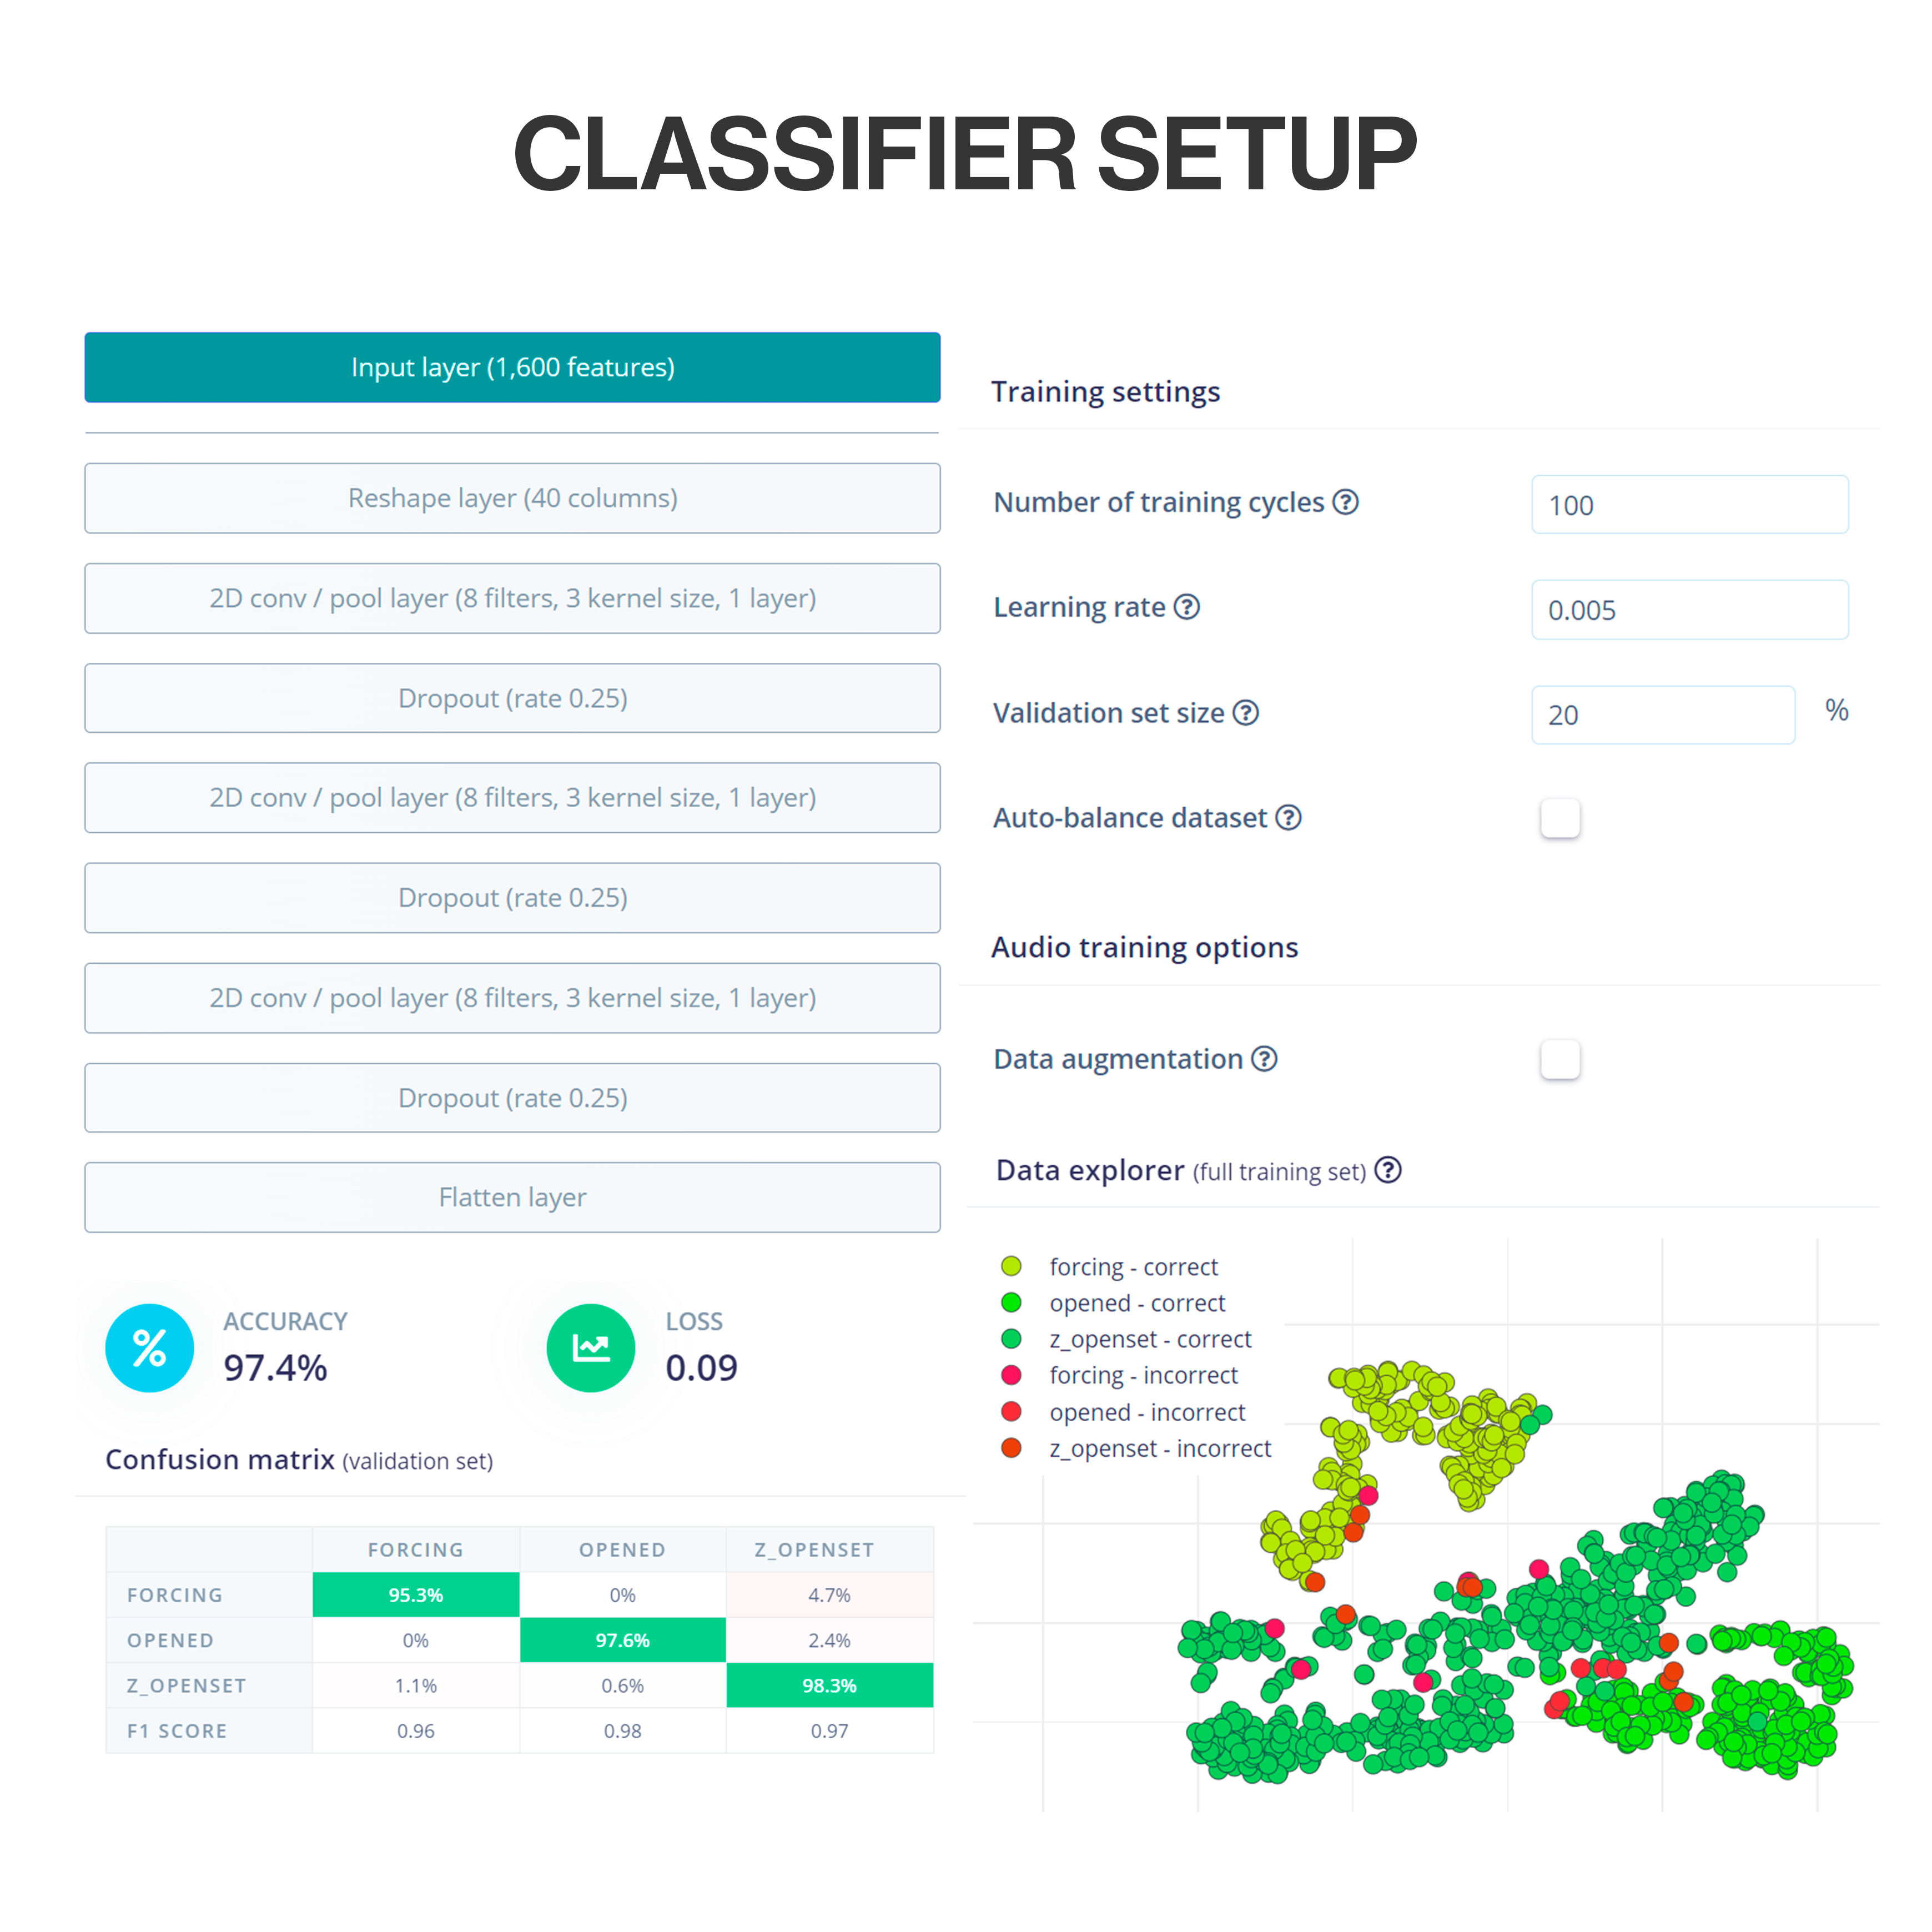 CLASSIFIER SETUP
Input layer (1,600 features)
Reshape layer (40 columns)
2D conv / pool layer (8 filters, 3 kernel size, 1 layer)
Dropout (rate 0.25)
2D conv / pool layer (8 filters, 3 kernel size, 1 layer)
Dropout (rate 0.25)
2D conv / pool layer (8 filters, 3 kernel size, 1 layer)
Dropout (rate 0.25)
Flatten layer
% ACCURACY
97.4%
LOSS
0.09
Confusion matrix (validation set)
FORCING OPENED Z_OPENSET
FORCING 95.3% 0% 4.7%
OPENED 0% 97.6% 2.4%
Z_OPENSET 1.1% 0.6% 98.3%
F1 SCORE 0.96 0.98 0.97
Training settings
Number of training cycles ? 100
Learning rate ? 0.005
Validation set size ? 20 %
Auto-balance dataset ?
Audio training options
Data augmentation ?
Data explorer (full training set) ?
forcing - correct
opened - correct
z_openset - correct
forcing - incorrect
opened - incorrect
z_openset - incorrect